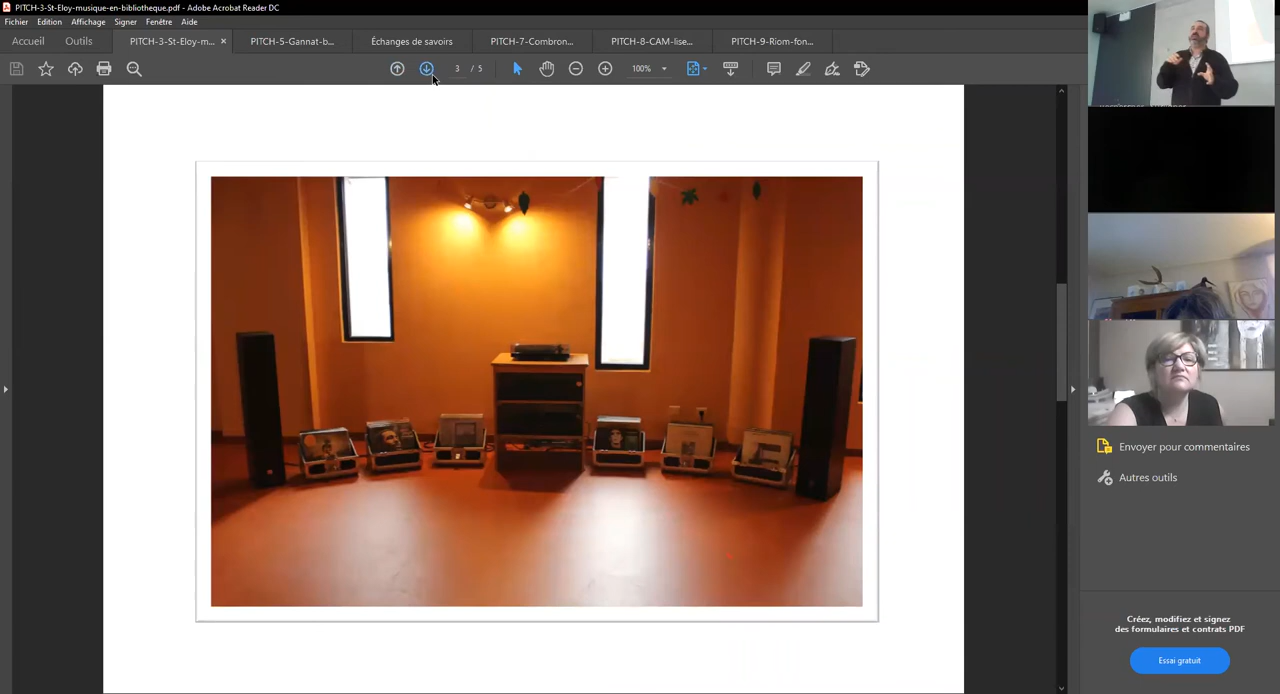 PITCH-3-St-Eloy-musique-en-bibliotheque.pdf - Adobe Acrobat Reader DC
Fichier Edition Affichage Signer Fenêtre Aide
Accueil Outils PITCH-3-St-Eloy-m... × PITCH-5-Gannat-b... Échanges de savoirs PITCH-7-Combron... PITCH-8-CAM-lise... PITCH-9-Riom-fon...
3 / 5 100%
Envoyer pour commentaires
Autres outils
Créez, modifiez et signez
des formulaires et contrats PDF
Essai gratuit